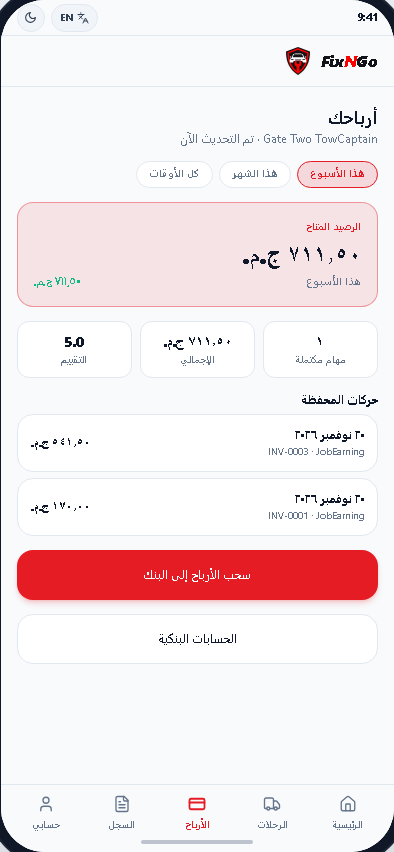 9:41
EN
FixNGo
أرباحك
Gate Two TowCaptain · تم التحديث الآن
هذا الأسبوع
هذا الشهر
كل الأوقات
الرصيد المتاح
٧١١,٥٠ ج.م.
هذا الأسبوع
٧١١,٥٠ ج.م.
١
مهام مكتملة
٧١١,٥٠ ج.م.
الإجمالي
5.0
التقييم
حركات المحفظة
٢٠ نوفمبر ٢٠٢٦
INV-0003 · JobEarning
٥٤١,٥٠ ج.م.
٢٠ نوفمبر ٢٠٢٦
INV-0001 · JobEarning
١٧٠,٠٠ ج.م.
سحب الأرباح إلى البنك
الحسابات البنكية
الرئيسية
الرحلات
الأرباح
السجل
حسابي